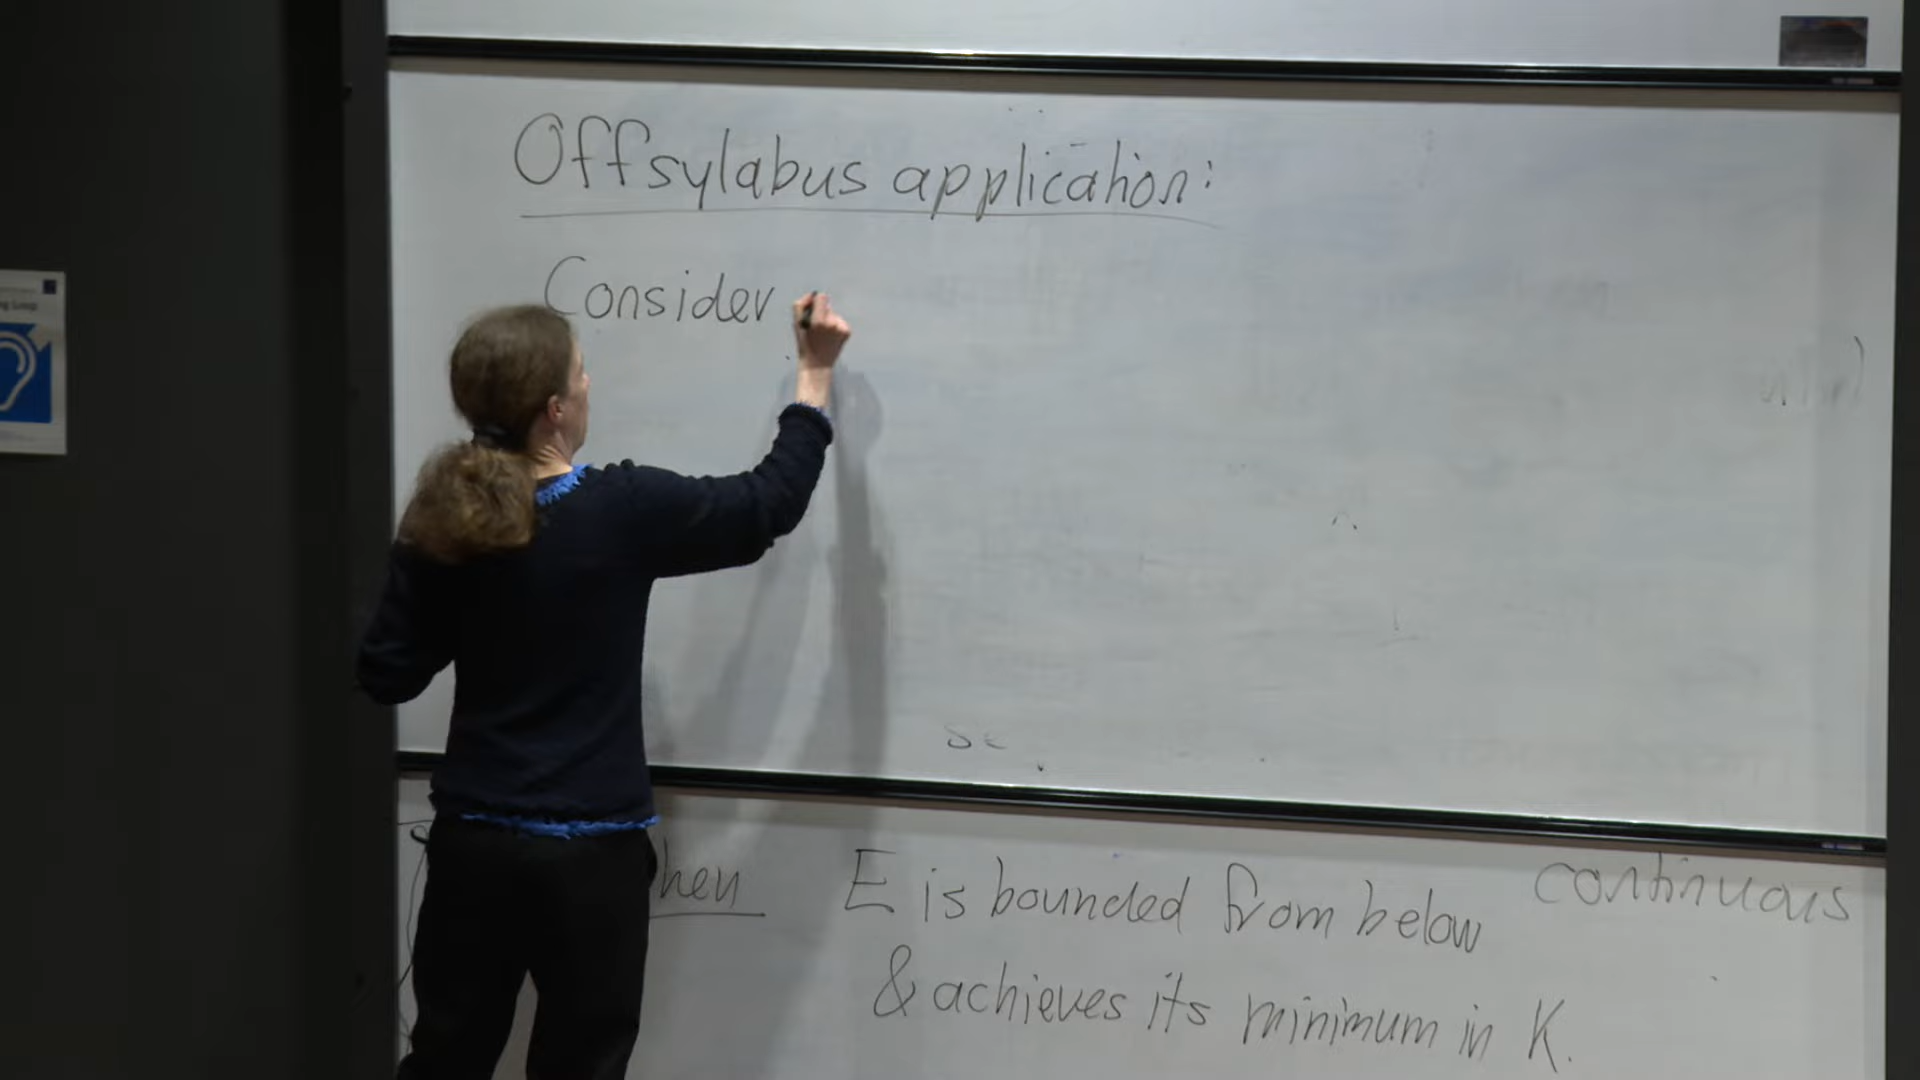 Offsylabus application:
Consider
hen E is bounded from below continuous
& achieves its minimum in K.